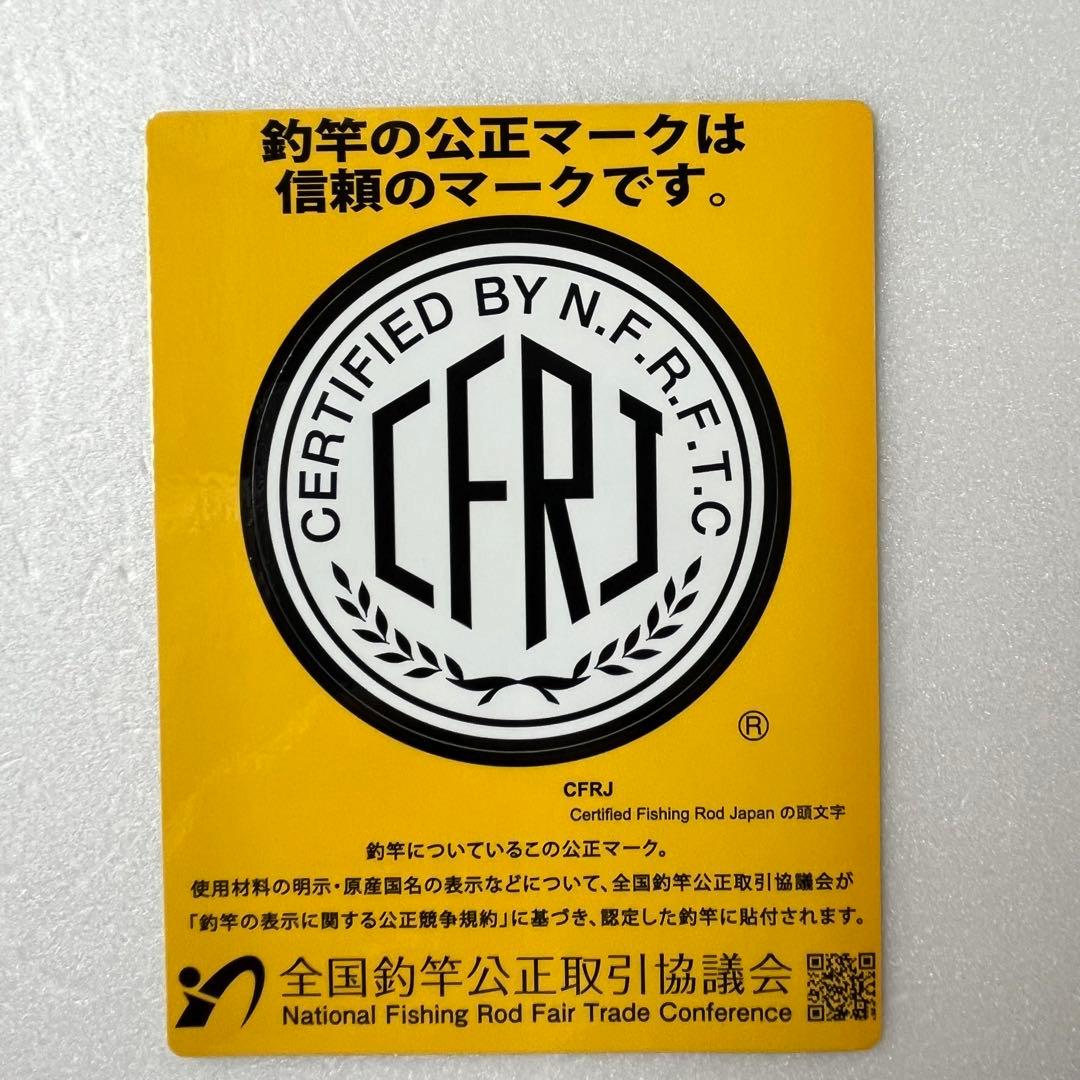 釣竿の公正マークは
信頼のマークです。
CERTIFIED BY N.F.R.F.T.C
CFRJ
®
CFRJ
Certified Fishing Rod Japan の頭文字
釣竿についているこの公正マーク。
使用材料の明示・原産国名の表示などについて、全国釣竿公正取引協議会が
「釣竿の表示に関する公正競争規約」に基づき、認定した釣竿に貼付されます。
全国釣竿公正取引協議会
National Fishing Rod Fair Trade Conference